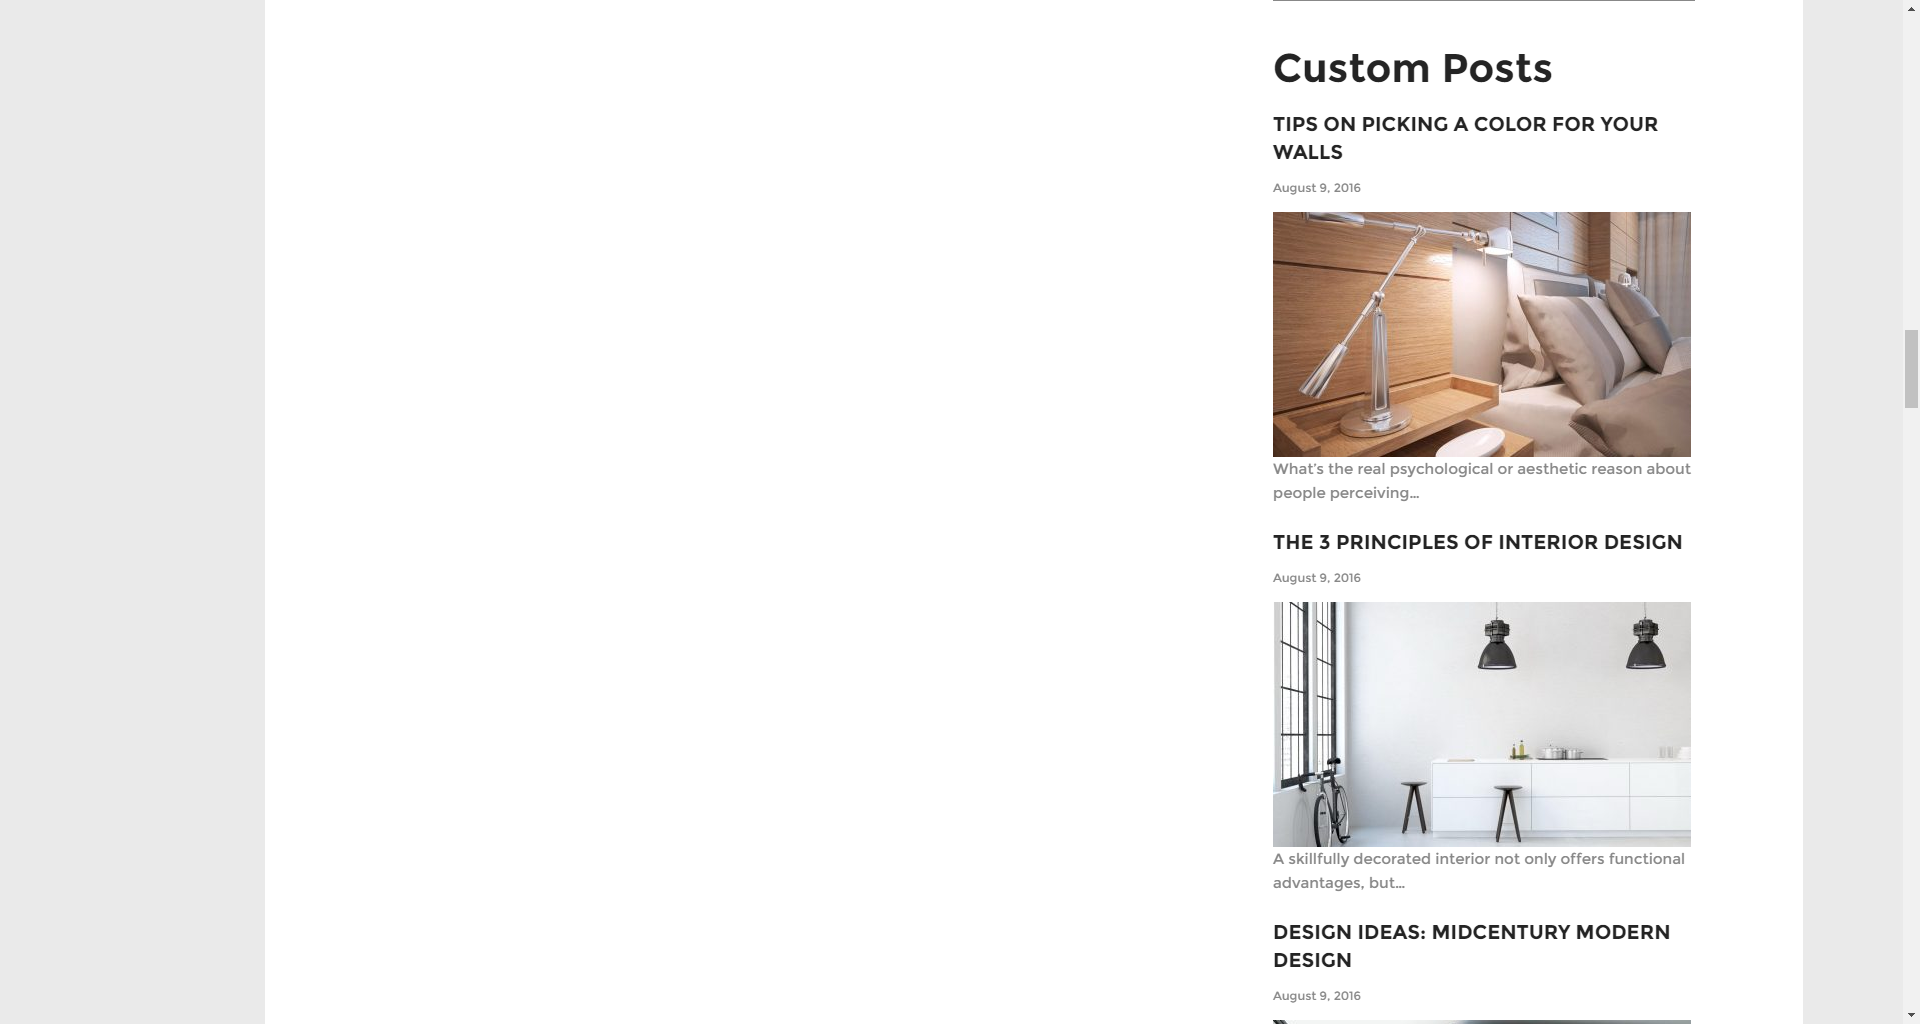 Custom Posts
TIPS ON PICKING A COLOR FOR YOUR
WALLS
August 9, 2016
What's the real psychological or aesthetic reason about
people perceiving…
THE 3 PRINCIPLES OF INTERIOR DESIGN
August 9, 2016
A skillfully decorated interior not only offers functional
advantages, but…
DESIGN IDEAS: MIDCENTURY MODERN
DESIGN
August 9, 2016